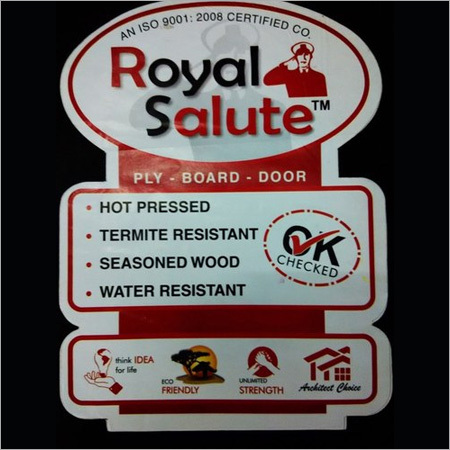 AN ISO 9001: 2008 CERTIFIED CO.
Royal
Salute™
PLY - BOARD - DOOR
• HOT PRESSED
• TERMITE RESISTANT
• SEASONED WOOD
• WATER RESISTANT
OK
CHECKED
think IDEA
for life
ECO
FRIENDLY
UNLIMITED
STRENGTH
Architect Choice